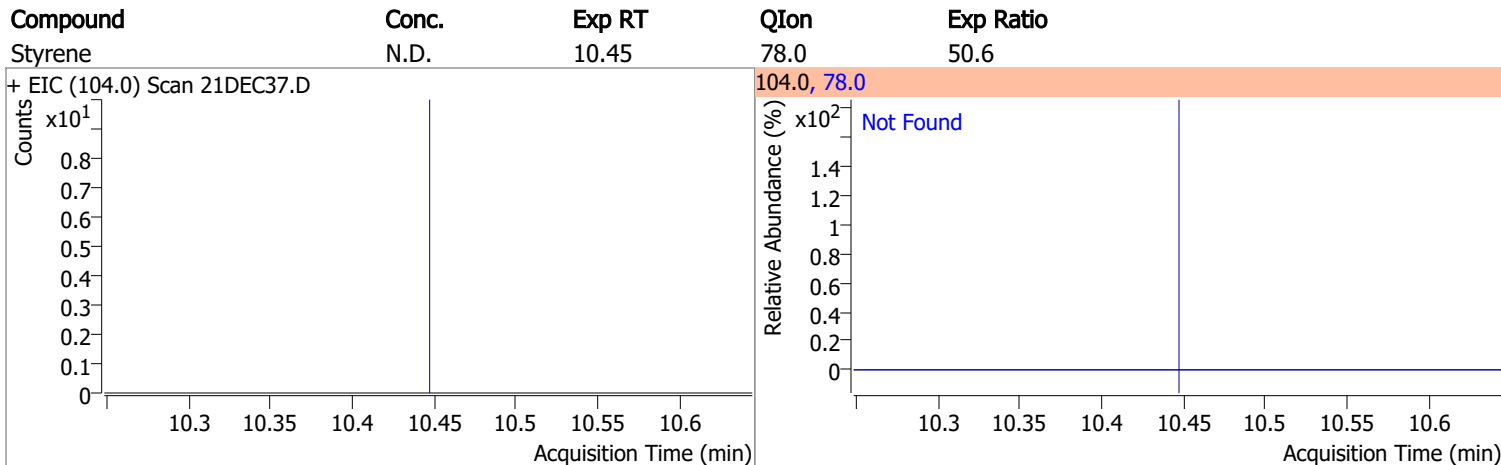 Compound Conc. Exp RT QIon Exp Ratio
Styrene N.D. 10.45 78.0 50.6
+ EIC (104.0) Scan 21DEC37.D
Counts
x10¹
0.8
0.7
0.6
0.5
0.4
0.3
0.2
0.1
0
10.3 10.35 10.4 10.45 10.5 10.55 10.6
Acquisition Time (min)
104.0, 78.0
Relative Abundance (%)
x10²
Not Found
1.4
1.2
1
0.8
0.6
0.4
0.2
0
10.3 10.35 10.4 10.45 10.5 10.55 10.6
Acquisition Time (min)